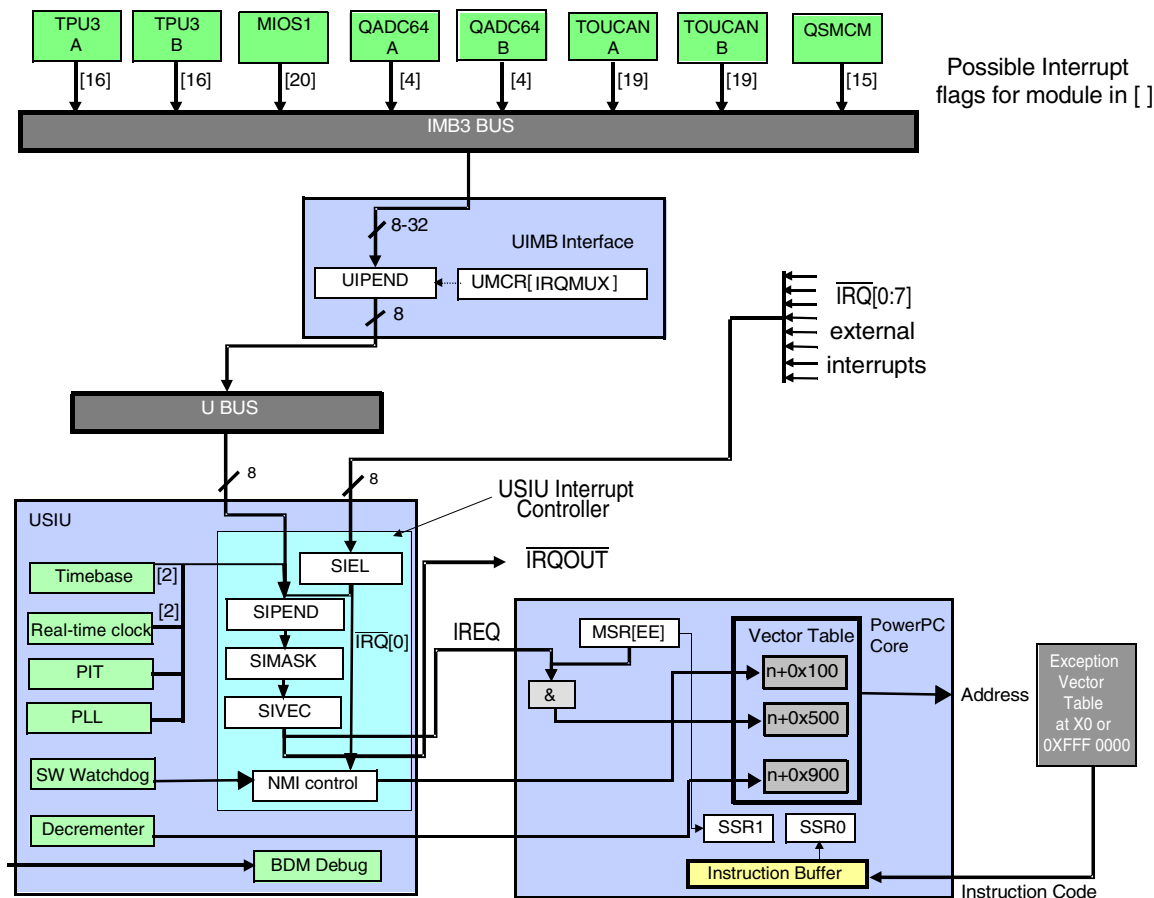 TPU3
A
TPU3
B
MIOS1
QADC64
A
QADC64
B
TOUCAN
A
TOUCAN
B
QSMCM
[16]
[16]
[20]
[4]
[4]
[19]
[19]
[15]
Possible Interrupt
flags for module in [ ]
IMB3 BUS
8-32
UIMB Interface
UIPEND
UMCR[IRQMUX]
8
IRQ[0:7]
external
interrupts
U BUS
8
8
USIU Interrupt
Controller
USIU
IRQOUT
SIEL
Timebase
[2]
Real-time clock
[2]
PIT
PLL
SIPEND
IRQ[0]
SIMASK
SIVEC
IREQ
SW Watchdog
NMI control
Decrementer
BDM Debug
MSR[EE]
&
Vector Table
PowerPC
Core
n+0x100
n+0x500
n+0x900
SSR1
SSR0
Instruction Buffer
Address
Exception
Vector
Table
at X0 or
0XFFF 0000
Instruction Code